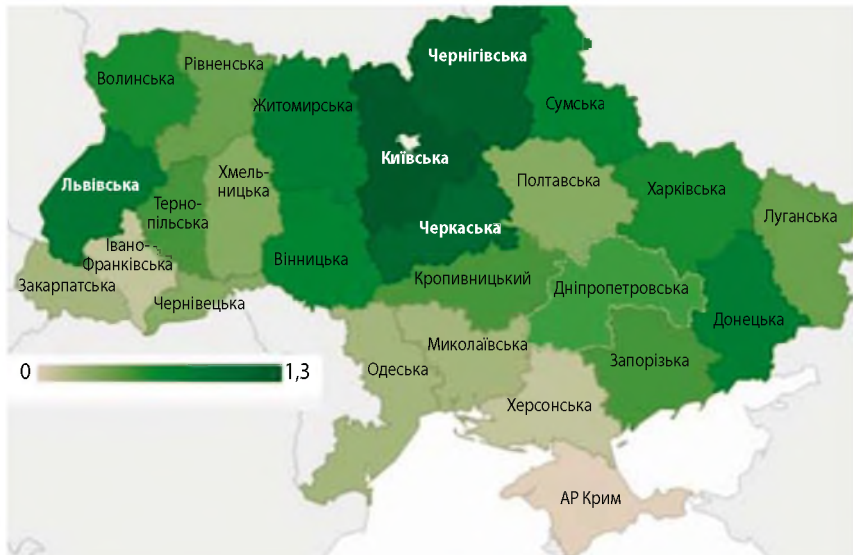 Чернігівська
Рівненська
Волинська
Житомирська
Сумська
Київська
Хмель-
ницька
Львівська
Полтавська
Харківська
Терно-
пільська
Луганська
Черкаська
Івано-
Франківська
Вінницька
Закарпатська
Кропивницький
Дніпропетровська
Чернівецька
Донецька
Миколаївська
Запорізька
Одеська
0 1,3
Херсонська
АР Крим